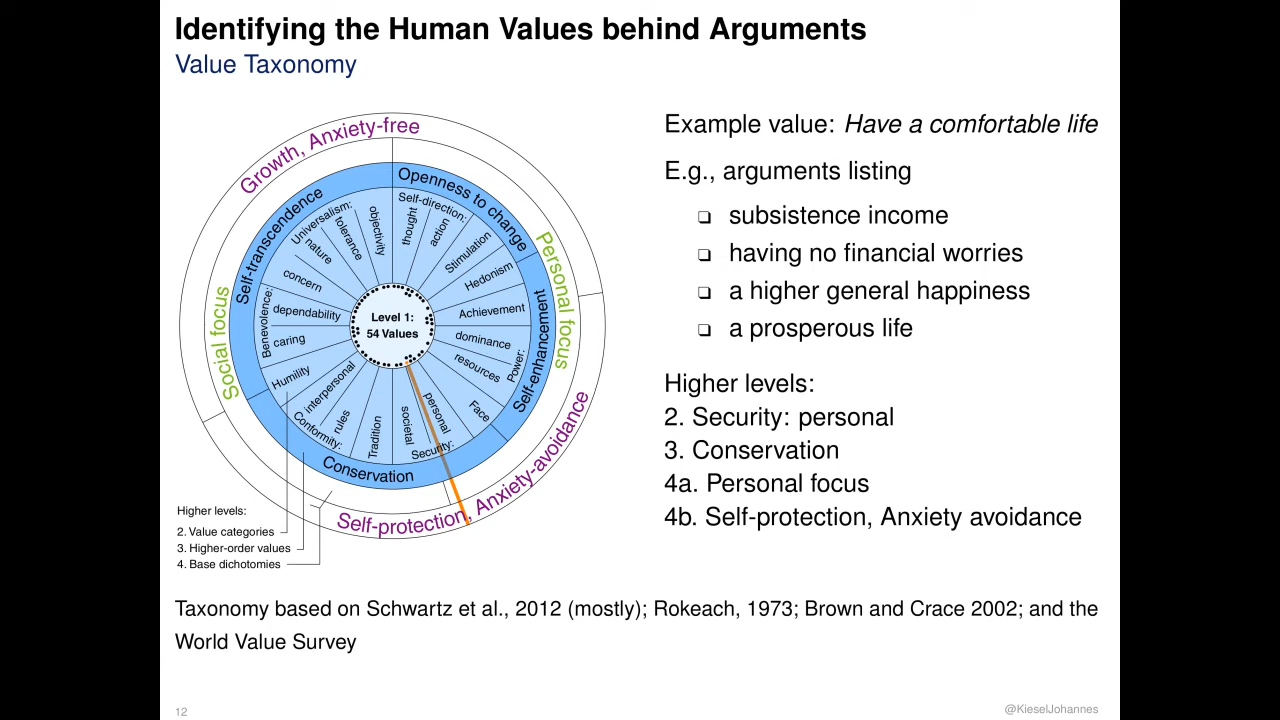 Identifying the Human Values behind Arguments
Value Taxonomy
Growth, Anxiety-free
Social focus
Personal focus
Self-protection, Anxiety-avoidance
Self-transcendence
Openness to change
Self-enhancement
Conservation
Universalism:
nature
tolerance
objectivity
concern
Self-direction:
thought
action
Stimulation
Hedonism
Achievement
Power:
dominance
resources
Face
Security:
personal
societal
Tradition
Conformity:
rules
interpersonal
Humility
Benevolence:
caring
dependability
Level 1:
54 Values
Higher levels:
2. Value categories
3. Higher-order values
4. Base dichotomies
Example value: Have a comfortable life
E.g., arguments listing
❏ subsistence income
❏ having no financial worries
❏ a higher general happiness
❏ a prosperous life
Higher levels:
2. Security: personal
3. Conservation
4a. Personal focus
4b. Self-protection, Anxiety avoidance
Taxonomy based on Schwartz et al., 2012 (mostly); Rokeach, 1973; Brown and Crace 2002; and the
World Value Survey
12
@KieselJohannes